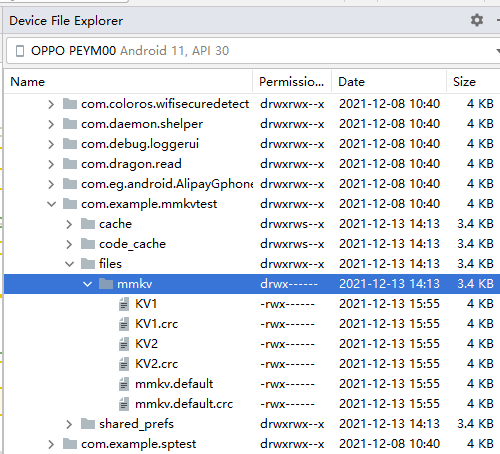 Device File Explorer
OPPO PEYM00 Android 11, API 30
Name Permissio... Date Size
com.coloros.wifisecuredetect drwxrwx--x 2021-12-08 10:40 4 KB
com.daemon.shelper drwxrwx--x 2021-12-08 10:40 4 KB
com.debug.loggerui drwxrwx--x 2021-12-08 10:40 4 KB
com.dragon.read drwxrwx--x 2021-12-08 10:40 4 KB
com.eg.android.AlipayGphone drwxrwx--x 2021-12-08 10:40 4 KB
com.example.mmkvtest drwxrwx--x 2021-12-08 10:40 4 KB
cache drwxrws--x 2021-12-13 14:13 3.4 KB
code_cache drwxrws--x 2021-12-13 14:13 3.4 KB
files drwxrwx--x 2021-12-13 14:13 3.4 KB
mmkv drwx------ 2021-12-13 14:13 3.4 KB
KV1 -rwx------ 2021-12-13 15:55 4 KB
KV1.crc -rwx------ 2021-12-13 15:55 4 KB
KV2 -rwx------ 2021-12-13 15:55 4 KB
KV2.crc -rwx------ 2021-12-13 15:55 4 KB
mmkv.default -rwx------ 2021-12-13 15:55 4 KB
mmkv.default.crc -rwx------ 2021-12-13 15:55 4 KB
shared_prefs drwxrwx--x 2021-12-13 14:13 3.4 KB
com.example.sptest drwxrwx--x 2021-12-08 10:40 4 KB